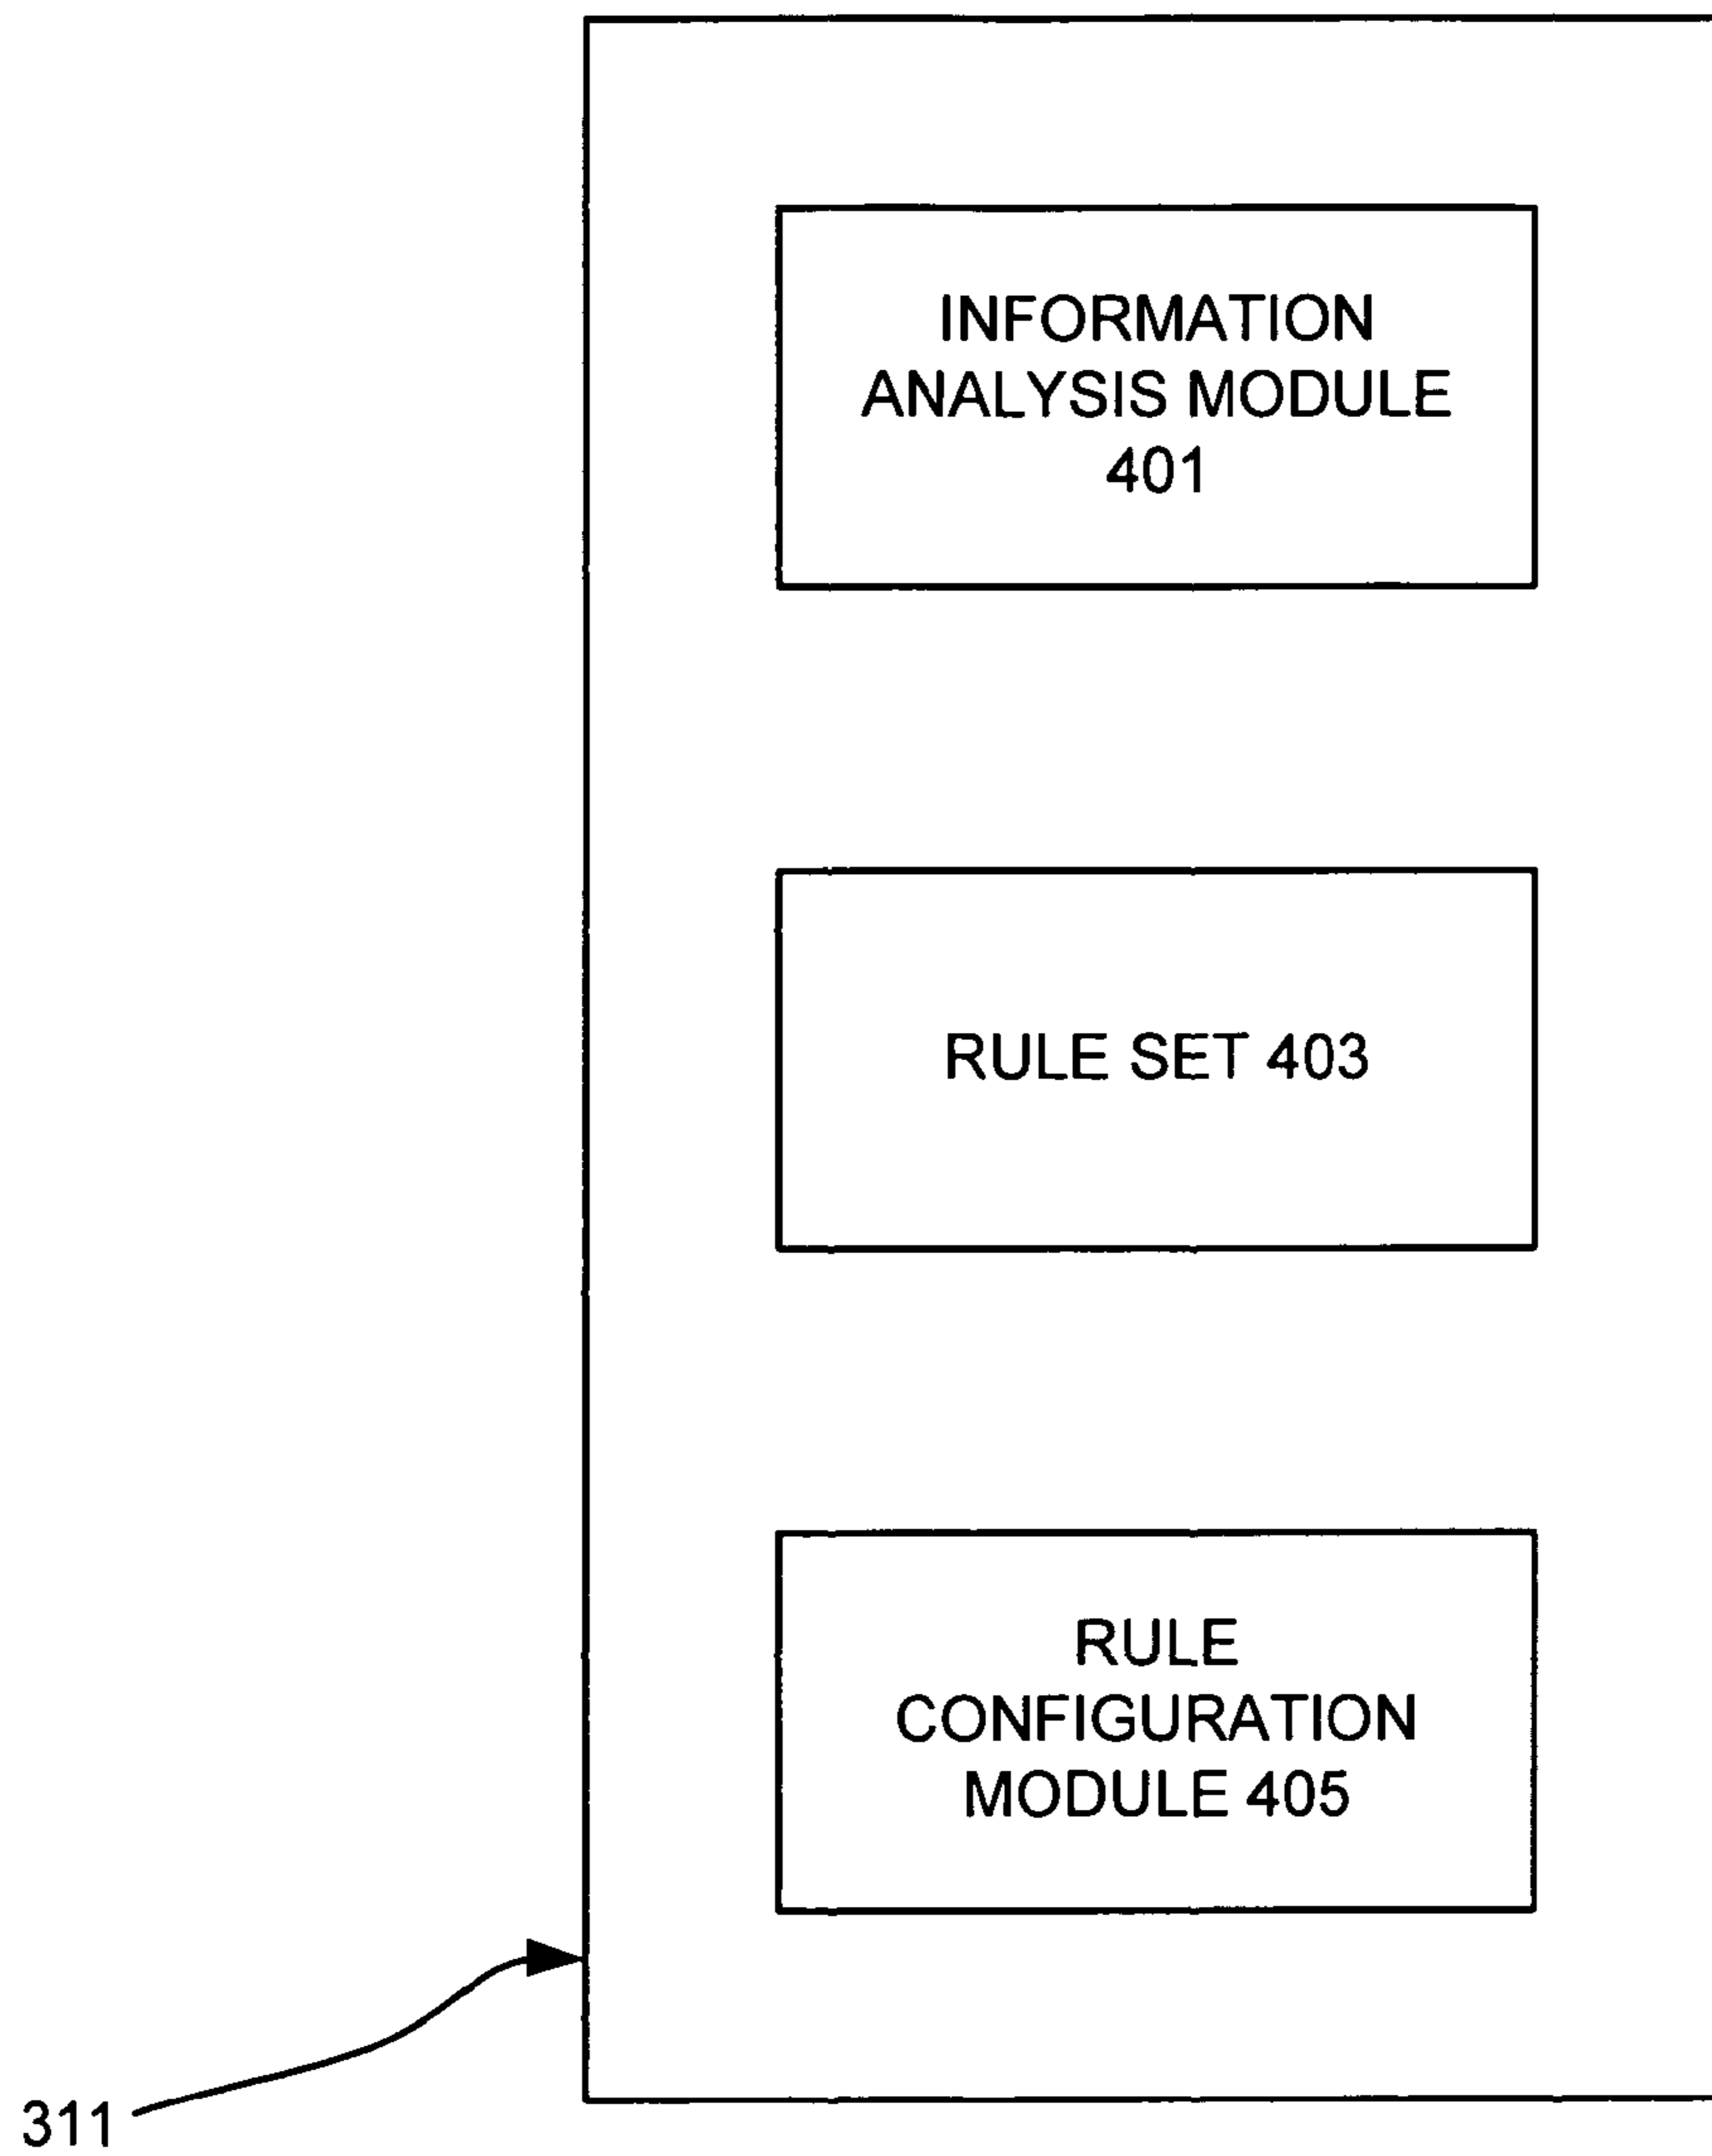 INFORMATION
ANALYSIS MODULE
401
RULE SET 403
RULE
CONFIGURATION
MODULE 405
311